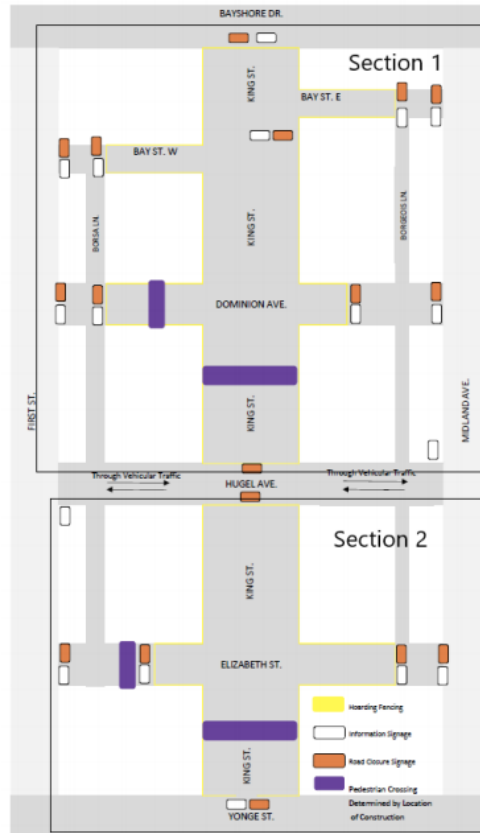 BAYSHORE DR.
Section 1
KING ST.
BAY ST. E
BAY ST. W
KING ST.
BORSA LN.
BORGEOIS LN.
DOMINION AVE.
FIRST ST.
MIDLAND AVE.
KING ST.
Through Vehicular Traffic
Through Vehicular Traffic
HUGEL AVE.
Section 2
KING ST.
ELIZABETH ST.
Hoarding Fencing
Information Signage
Road Closure Signage
KING ST.
Pedestrian Crossing
Determined by Location
of Construction
YONGE ST.